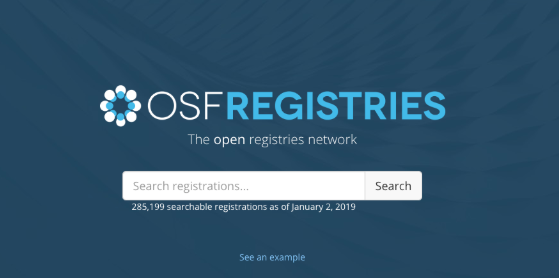 OSFREGISTRIES
The open registries network
Search registrations... Search
285,199 searchable registrations as of January 2, 2019
See an example